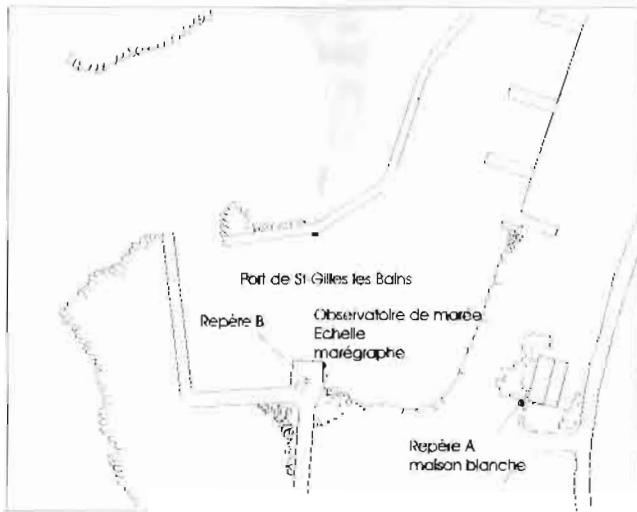 Port de St Gilles les Bains
Observatoire de marée
Echelle
marégraphe
Repère B
Repère A
maison blanche